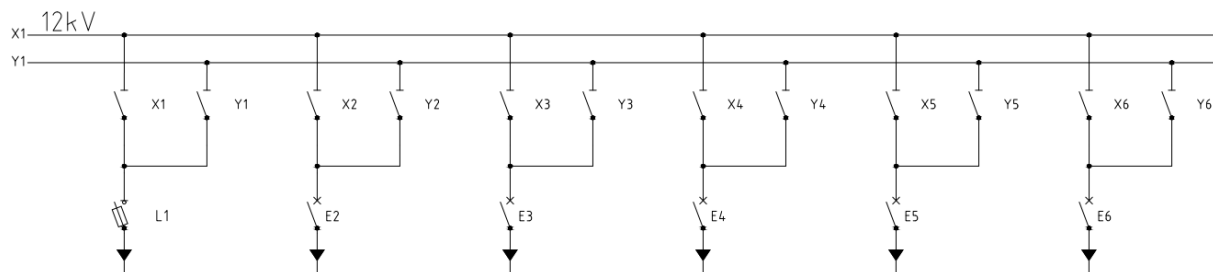 12kV
X1
Y1
X1 Y1 X2 Y2 X3 Y3 X4 Y4 X5 Y5 X6 Y6
L1 E2 E3 E4 E5 E6